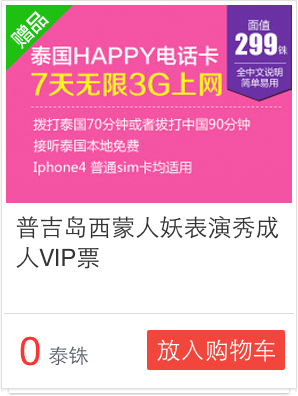 赠品
面值
299铢
全中文说明
简单易用
泰国HAPPY电话卡
7天无限3G上网
拨打泰国70分钟或者拔打中国90分钟
接听泰国本地免费
Iphone4 普通sim卡均适用
普吉岛西蒙人妖表演秀成
人VIP票
0 泰铢
放入购物车